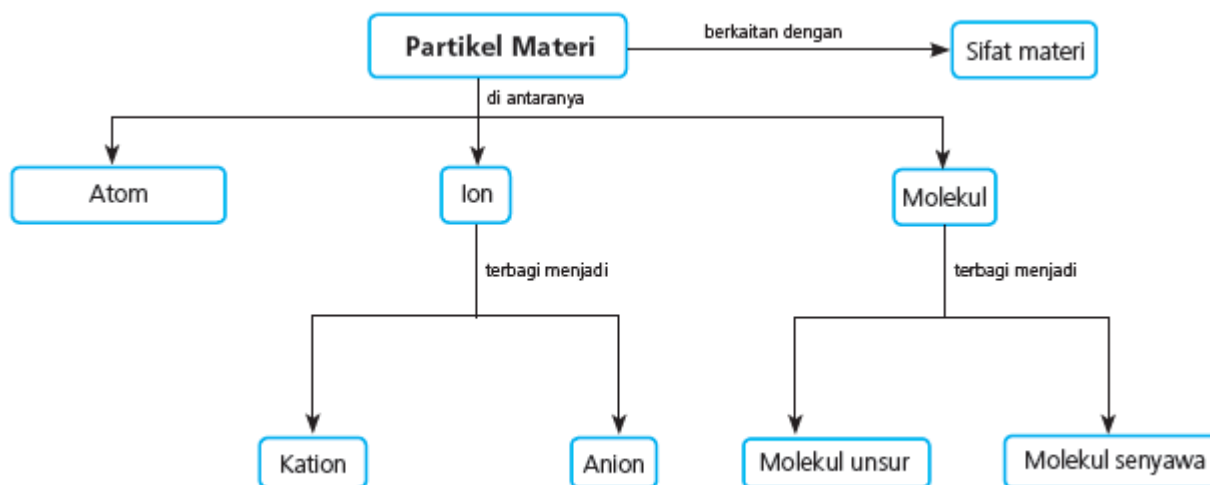 Partikel Materi
berkaitan dengan
Sifat materi
di antaranya
Atom
Ion
Molekul
terbagi menjadi
terbagi menjadi
Kation
Anion
Molekul unsur
Molekul senyawa